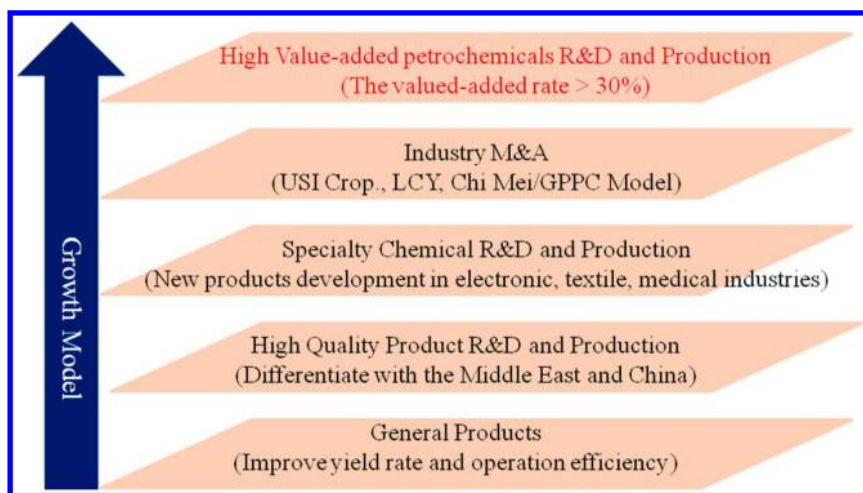 High Value-added petrochemicals R&D and Production
(The valued-added rate > 30%)
Industry M&A
(USI Crop., LCY, Chi Mei/GPPC Model)
Specialty Chemical R&D and Production
(New products development in electronic, textile, medical industries)
High Quality Product R&D and Production
(Differentiate with the Middle East and China)
General Products
(Improve yield rate and operation efficiency)
Growth Model